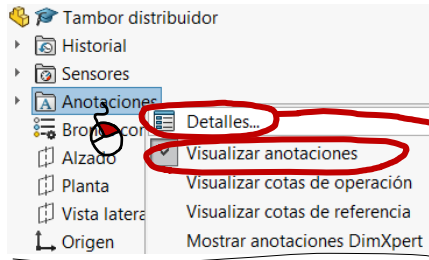 Tambor distribuidor
Historial
Sensores
Anotaciones
Detalles...
Visualizar anotaciones
Alzado
Visualizar cotas de operación
Planta
Visualizar cotas de referencia
Vista
Mostrar anotaciones DimXpert
Origen